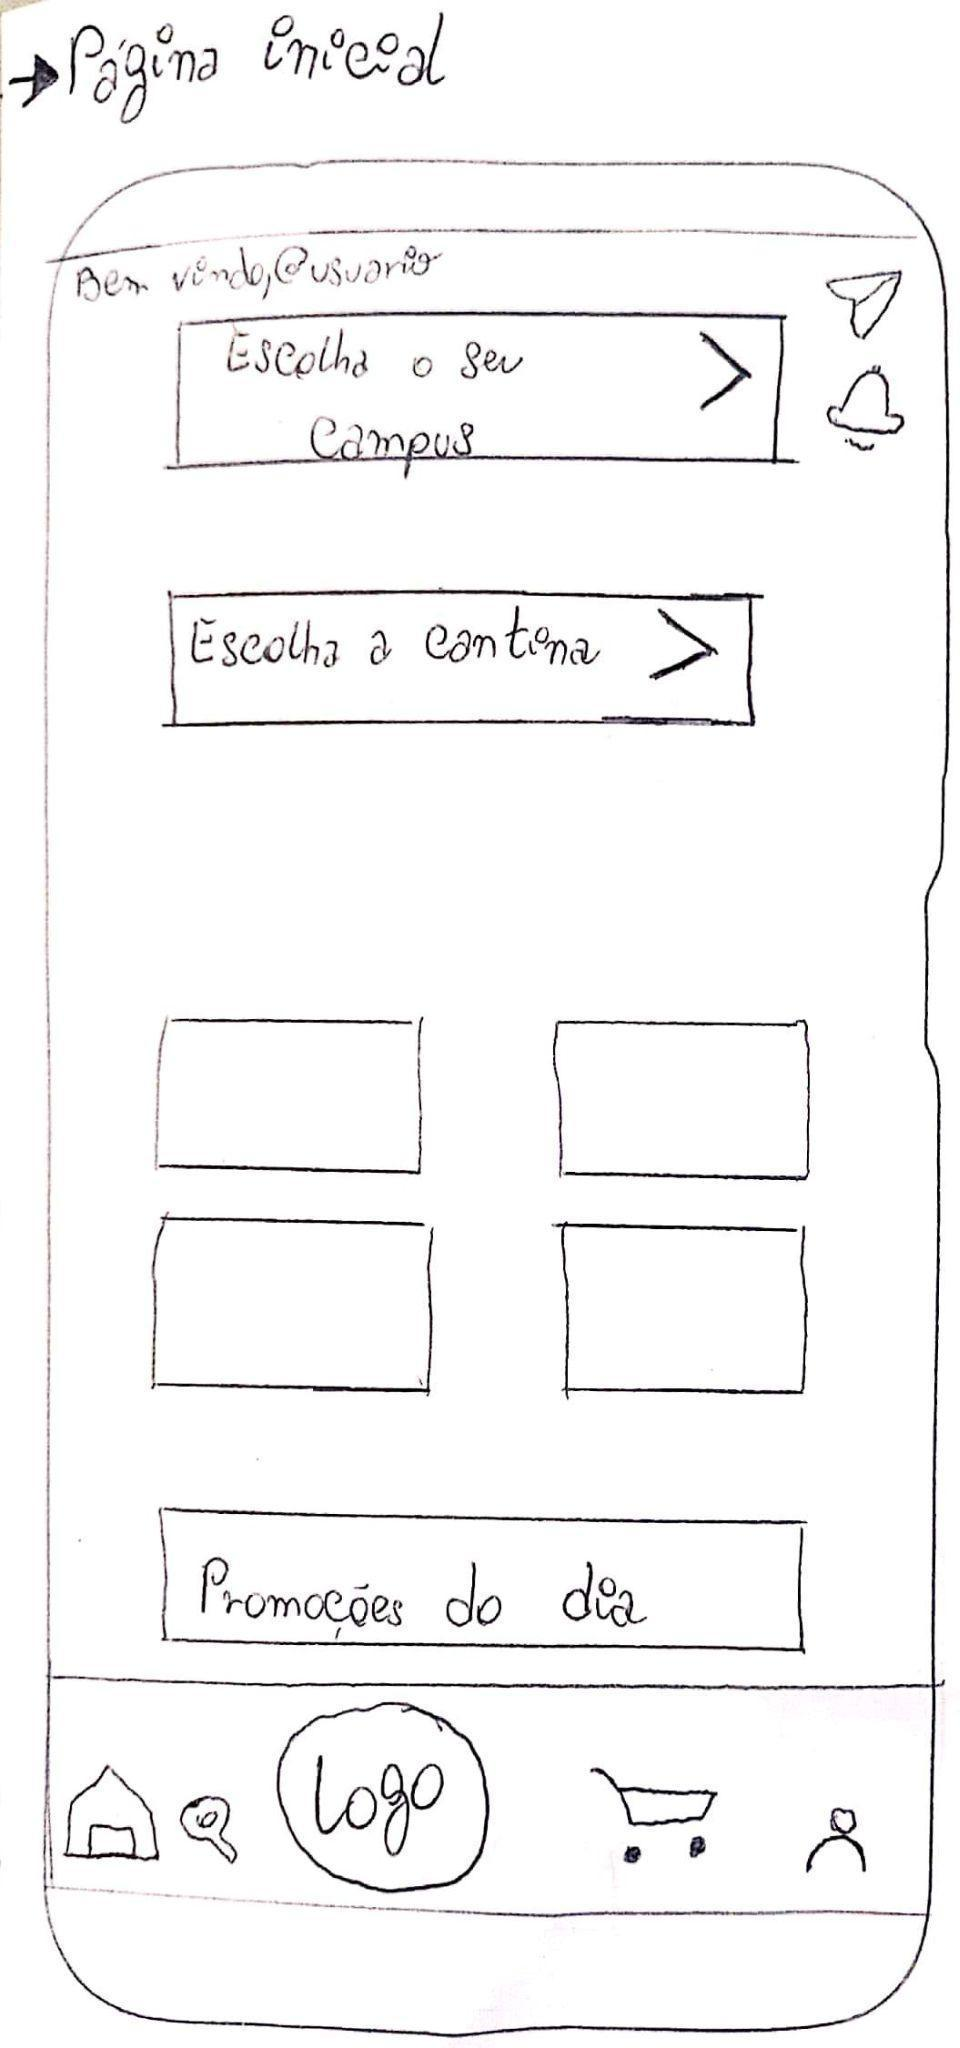 Página inicial
Bem vindo,@usuario
Escolha o seu
campus
Escolha a cantina
Promoções do dia
Logo